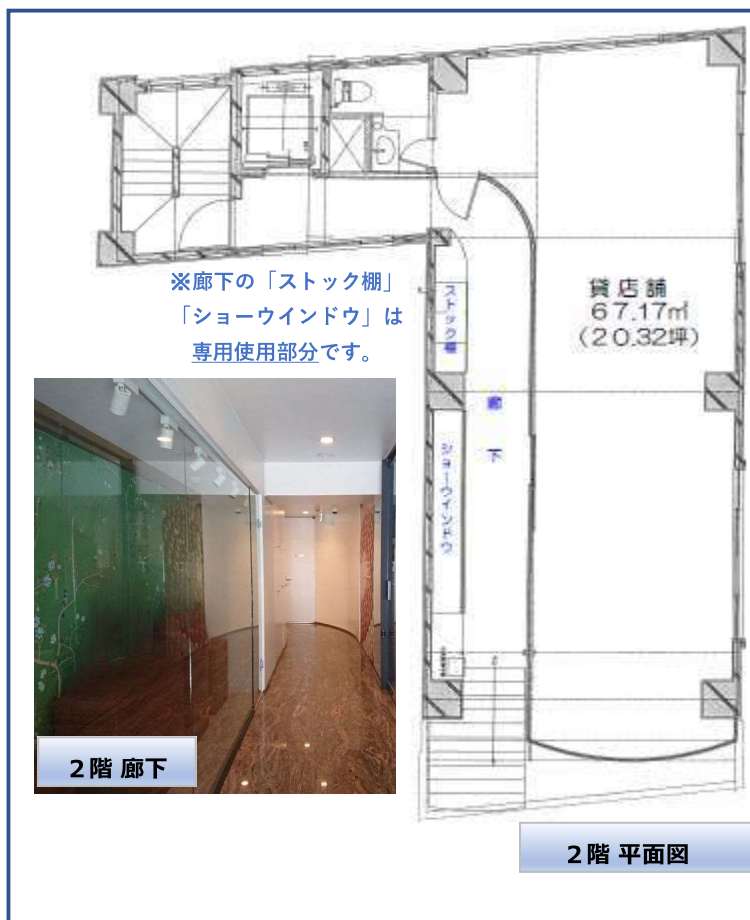 ※廊下の「ストック棚」
「ショーウインドウ」は
専用使用部分です。
貸店舗
67.17㎡
(20.32坪)
ストック棚
廊下
ショーウインドウ
2階 廊下
2階 平面図